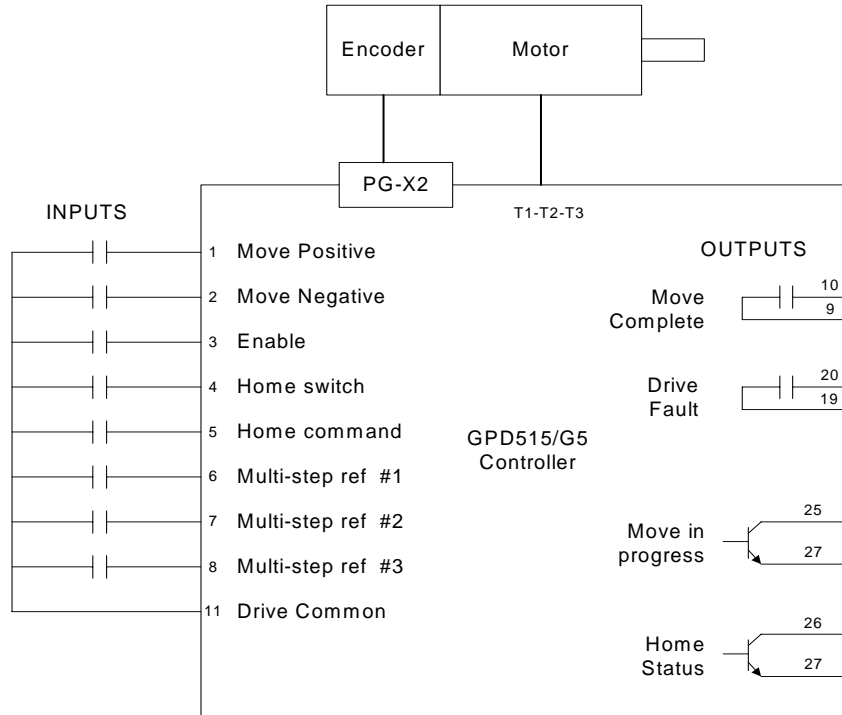 Encoder Motor
PG-X2
T1-T2-T3
INPUTS
1 Move Positive
2 Move Negative
3 Enable
4 Home switch
5 Home command
6 Multi-step ref #1
7 Multi-step ref #2
8 Multi-step ref #3
11 Drive Common
GPD515/G5
Controller
OUTPUTS
Move
Complete
10
9
Drive
Fault
20
19
Move in
progress
25
27
Home
Status
26
27